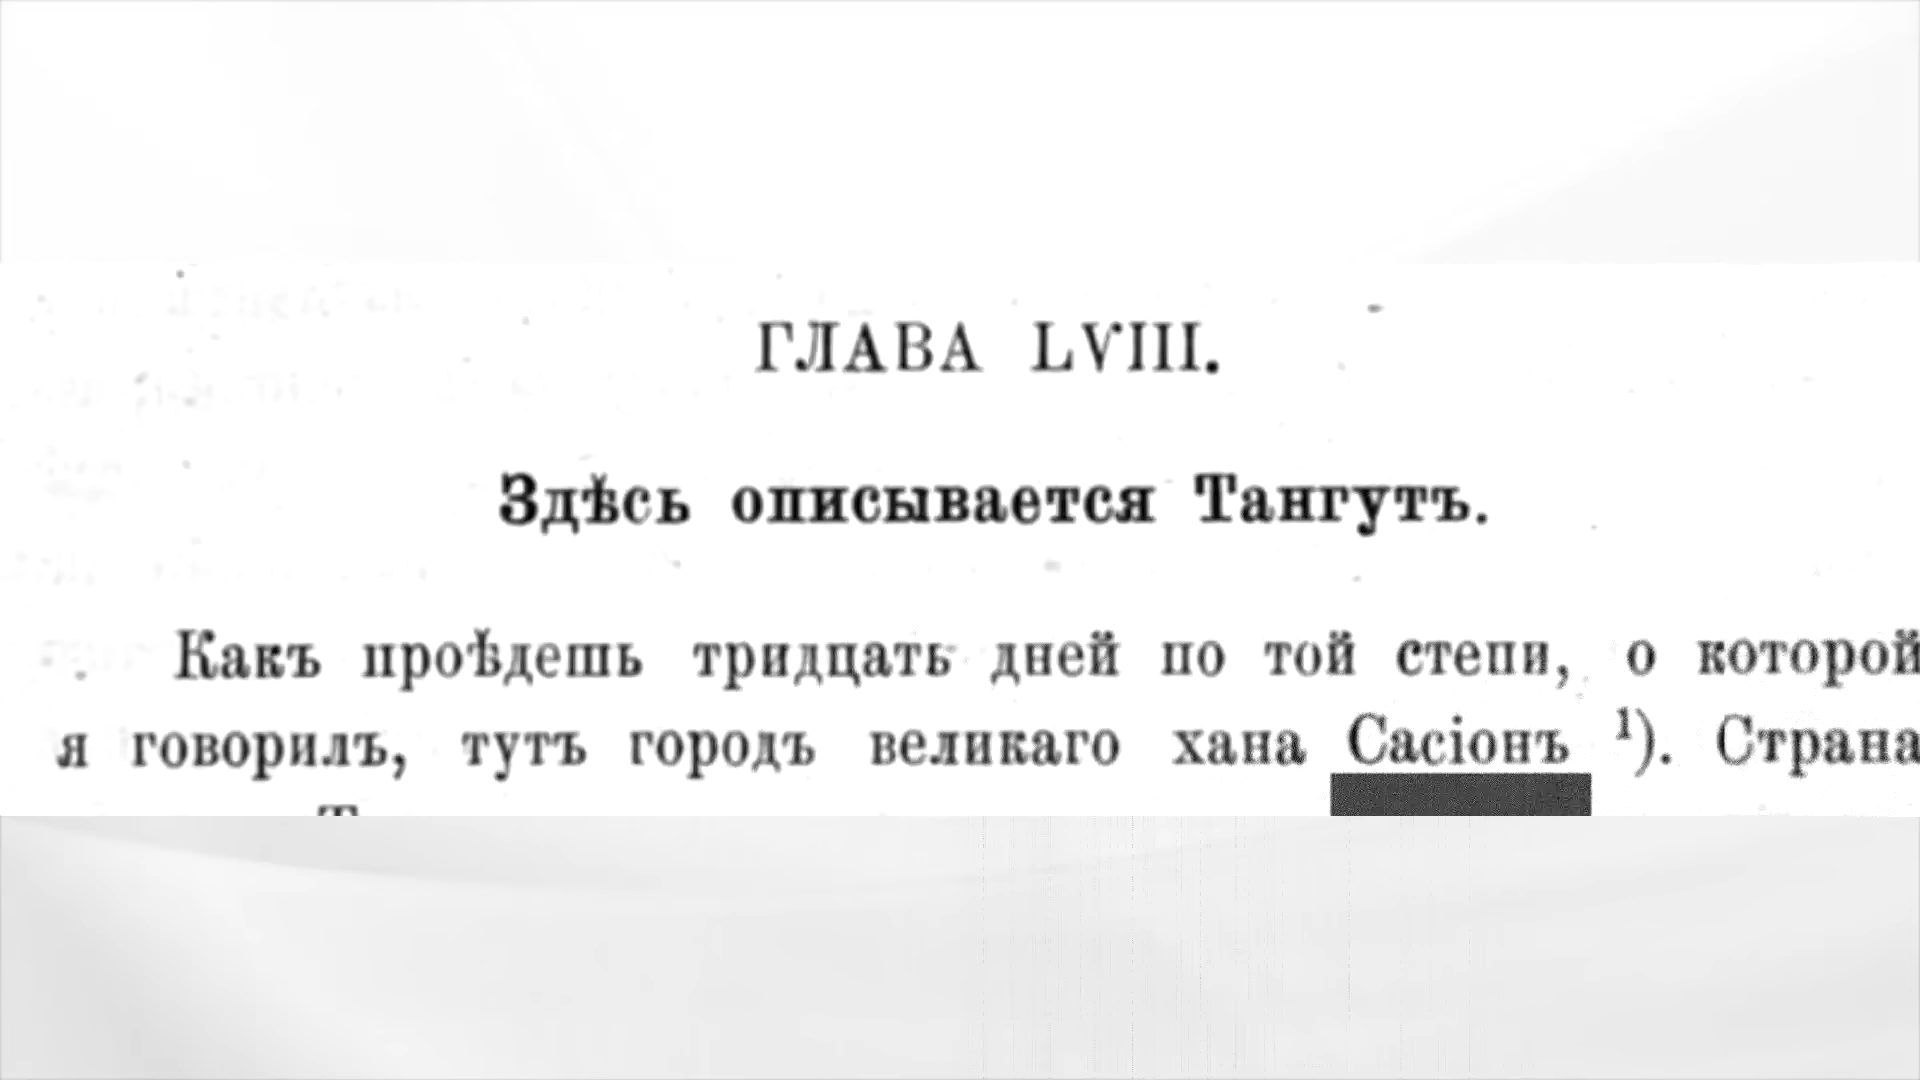 ГЛАВА LVIII.
Здѣсь описывается Тангутъ.
Какъ проѣдешь тридцать дней по той степи, о которой
я говорилъ, тутъ городъ великаго хана Сасіонъ ¹). Страна